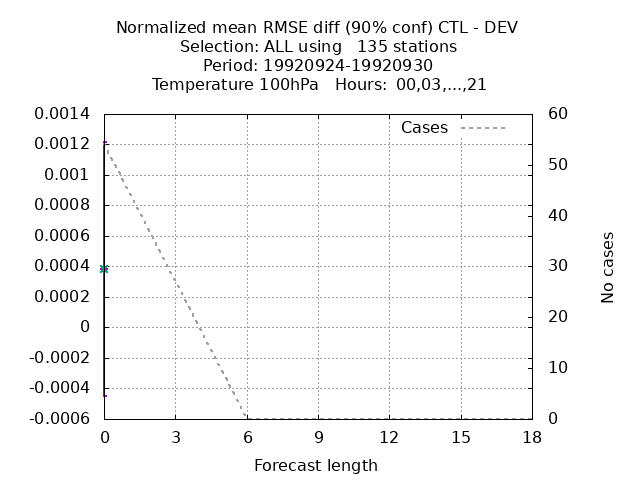 Normalized mean RMSE diff (90% conf) CTL - DEV
Selection: ALL using   135 stations
Period: 19920924-19920930
Temperature 100hPa   Hours:  00,03,...,21
0.0014
0.0012
0.001
0.0008
0.0006
0.0004
0.0002
0
-0.0002
-0.0004
-0.0006
Cases
60
50
40
30
20
10
0
No cases
0 3 6 9 12 15 18
Forecast length